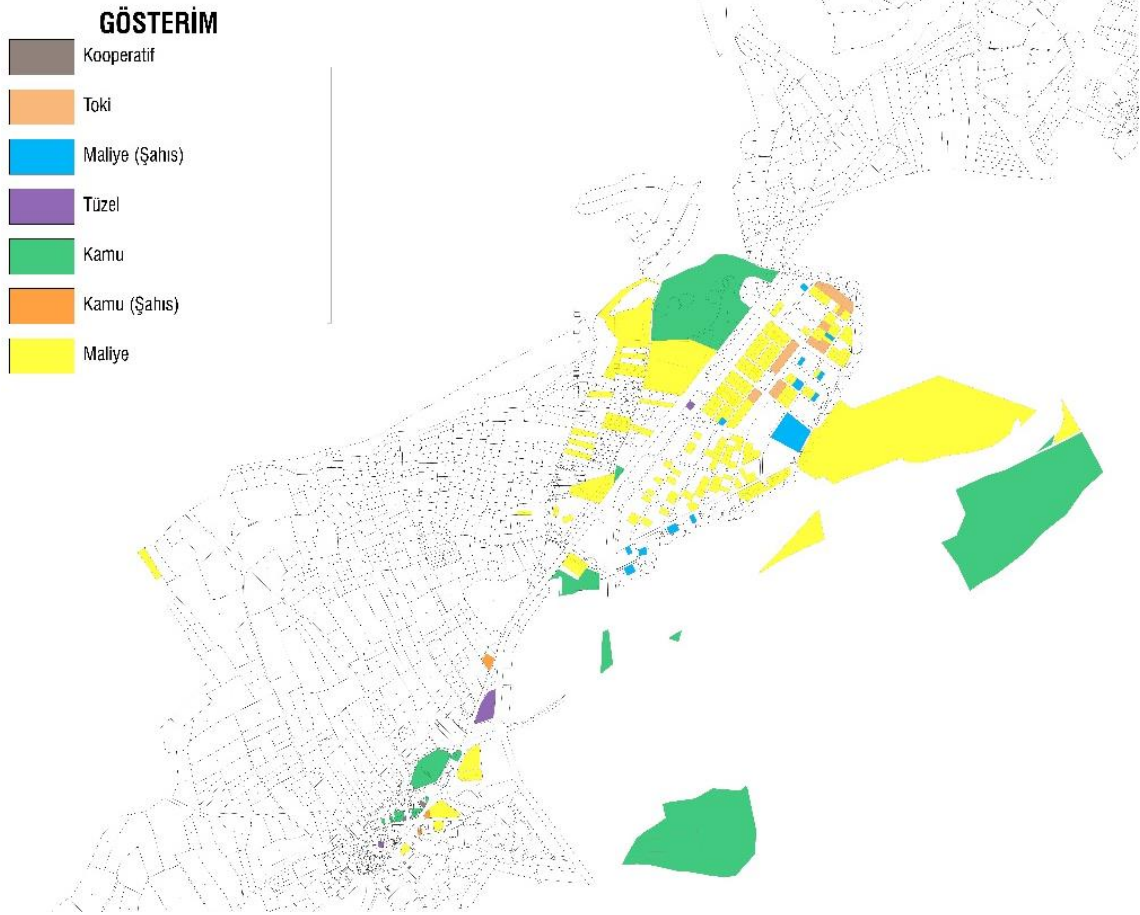 GÖSTERİM
Kooperatif
Toki
Maliye (Şahıs)
Tüzel
Kamu
Kamu (Şahıs)
Maliye